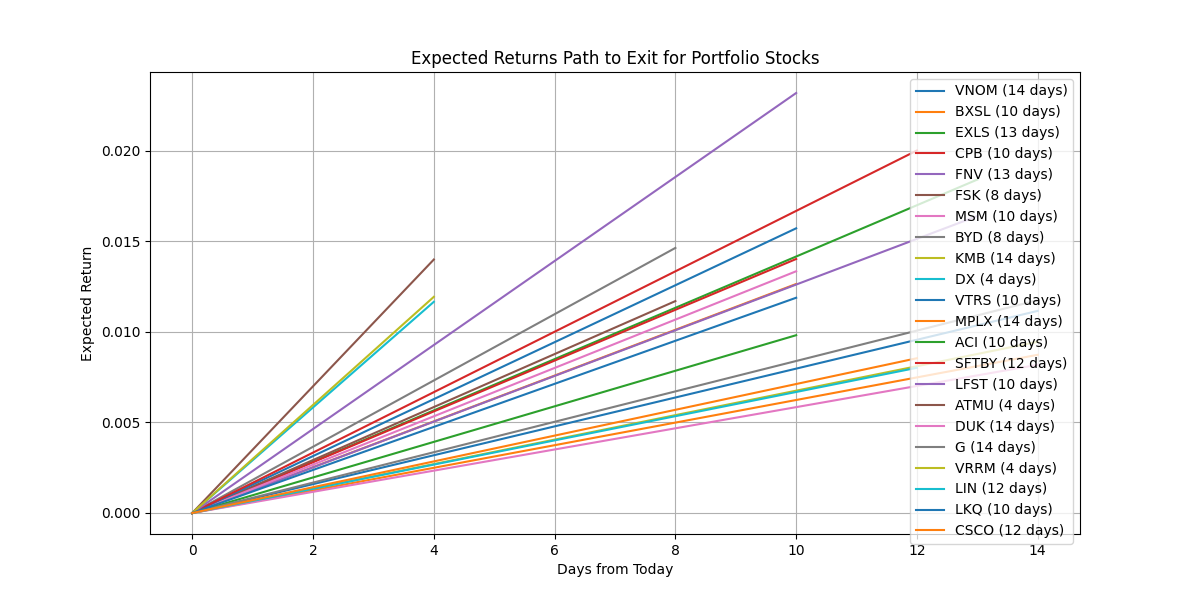 Expected Returns Path to Exit for Portfolio Stocks
Expected Return
0.020
0.015
0.010
0.005
0.000
0 2 4 6 8 10 12 14
Days from Today
VNOM (14 days)
BXSL (10 days)
EXLS (13 days)
CPB (10 days)
FNV (13 days)
FSK (8 days)
MSM (10 days)
BYD (8 days)
KMB (14 days)
DX (4 days)
VTRS (10 days)
MPLX (14 days)
ACI (10 days)
SFTBY (12 days)
LFST (10 days)
ATMU (4 days)
DUK (14 days)
G (14 days)
VRRM (4 days)
LIN (12 days)
LKQ (10 days)
CSCO (12 days)